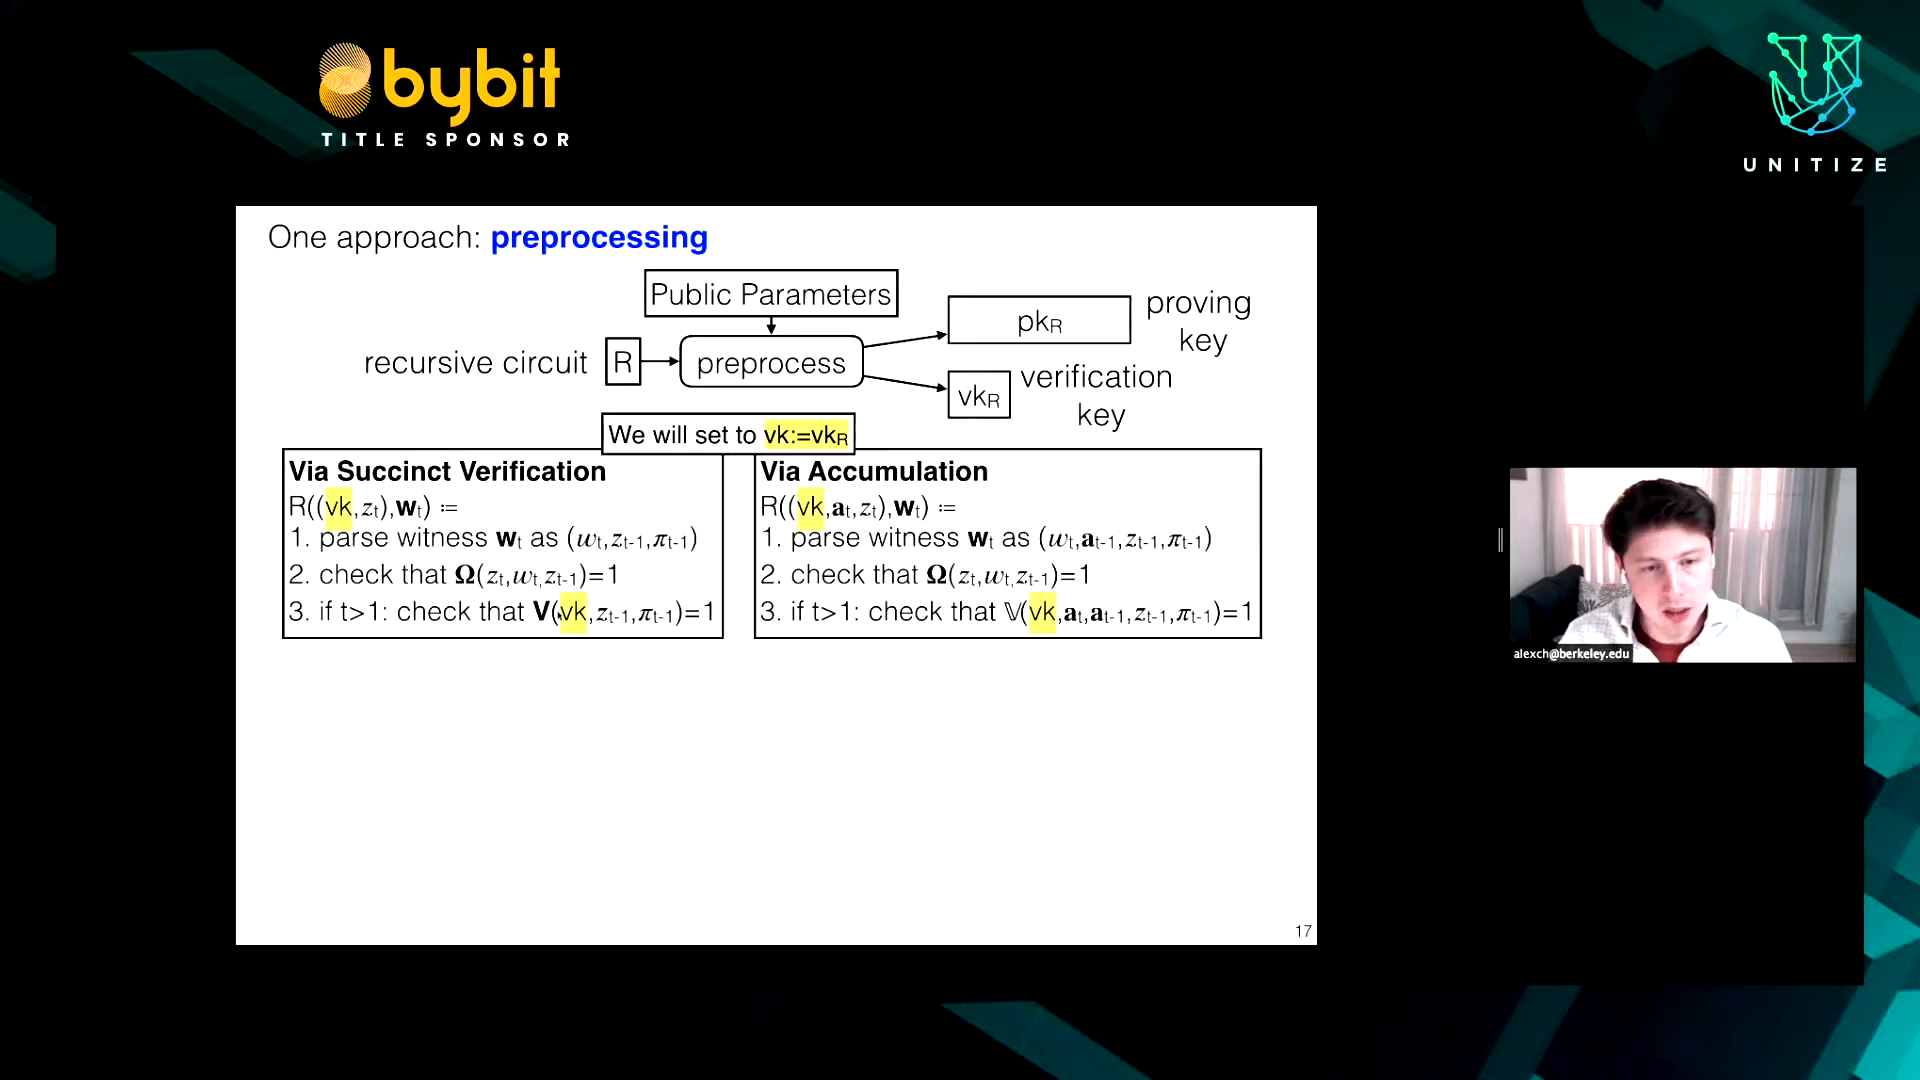 bybit
TITLE SPONSOR
UNITIZE
One approach: preprocessing
Public Parameters
recursive circuit
R
preprocess
pkR
proving
key
vkR
verification
key
We will set to vk:=vkR
Via Succinct Verification
R((vk,zt),wt) :=
1. parse witness wt as (wt,zt-1,πt-1)
2. check that Ω(zt,wt,zt-1)=1
3. if t>1: check that V(vk,zt-1,πt-1)=1
Via Accumulation
R((vk,at,zt),wt) :=
1. parse witness wt as (wt,at-1,zt-1,πt-1)
2. check that Ω(zt,wt,zt-1)=1
3. if t>1: check that 𝕍(vk,at,at-1,zt-1,πt-1)=1
17
alexch@berkeley.edu